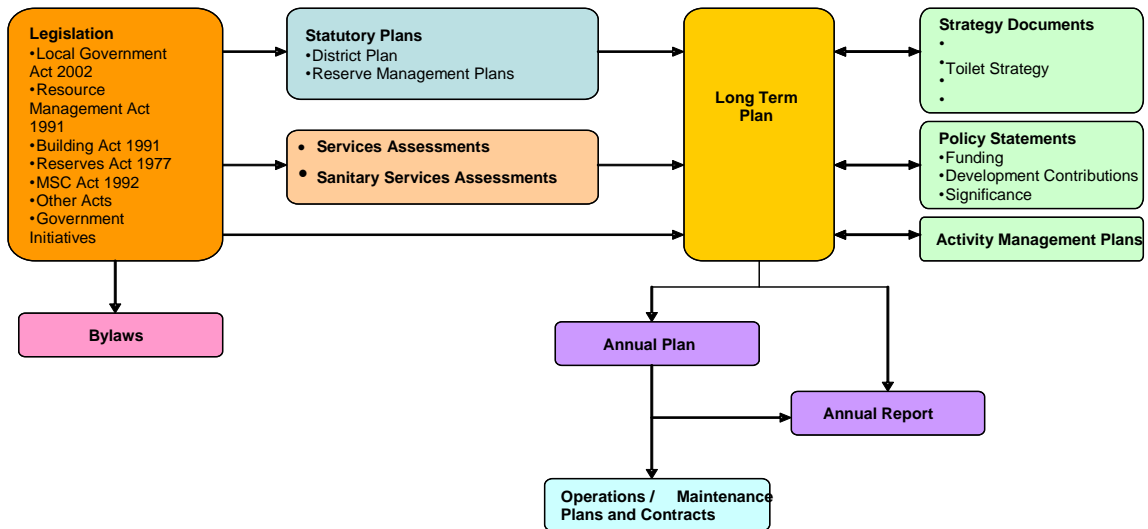 Legislation
•Local Government
Act 2002
•Resource
Management Act
1991
•Building Act 1991
•Reserves Act 1977
•MSC Act 1992
•Other Acts
•Government
Initiatives
Statutory Plans
•District Plan
•Reserve Management Plans
• Services Assessments
• Sanitary Services Assessments
Long Term
Plan
Strategy Documents
•
•Toilet Strategy
•
•
Policy Statements
•Funding
•Development Contributions
•Significance
Activity Management Plans
Bylaws
Annual Plan
Annual Report
Operations / Maintenance
Plans and Contracts